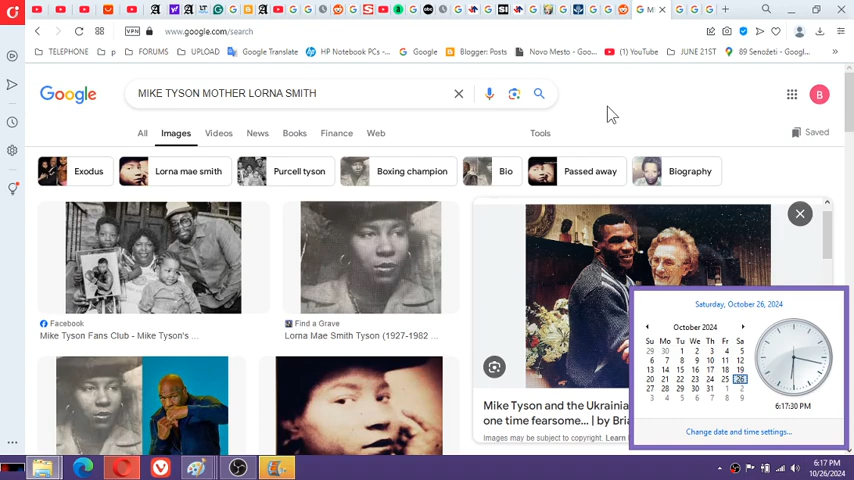 VPN
www.google.com/search
TELEPHONE
p
FORUMS
UPLOAD
Google Translate
HP Notebook PCs -...
Google
Blogger: Posts
Novo Mesto -Goo...
(1) YouTube
JUNE 21ST
89 Senožeti - Googl...
Google
MIKE TYSON MOTHER LORNA SMITH
B
All
Images
Videos
News
Books
Finance
Web
Tools
Saved
Exodus
Lorna mae smith
Purcell tyson
Boxing champion
Bio
Passed away
Biography
Facebook
Mike Tyson Fans Club - Mike Tyson's ...
Find a Grave
Lorna Mae Smith Tyson (1927-1982 ...
Mike Tyson and the Ukrainia
one time fearsome... | by Bria
Images may be subject to copyright. Learn
Saturday, October 26, 2024
October 2024
Su Mo Tu We Th Fr Sa
29 30 1 2 3 4 5
6 7 8 9 10 11 12
13 14 15 16 17 18 19
20 21 22 23 24 25 26
27 28 29 30 31 1 2
3 4 5 6 7 8 9
6:17:30 PM
Change date and time settings...
6:17 PM
10/26/2024